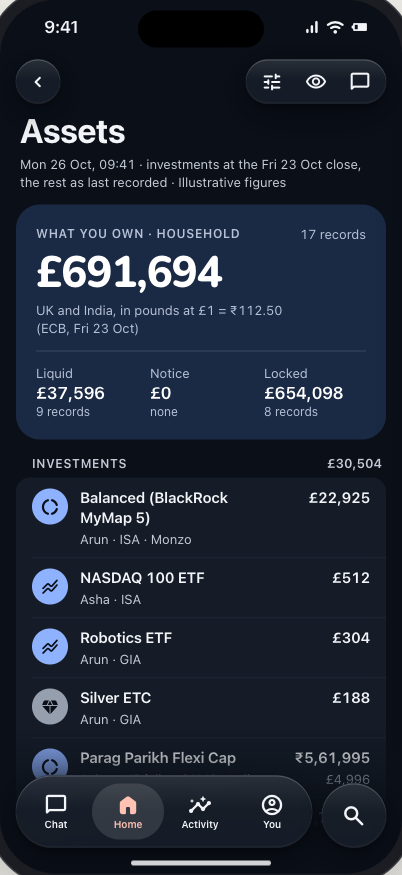 9:41
Assets
Mon 26 Oct, 09:41 · investments at the Fri 23 Oct close,
the rest as last recorded · Illustrative figures
WHAT YOU OWN · HOUSEHOLD
17 records
£691,694
UK and India, in pounds at £1 = ₹112.50
(ECB, Fri 23 Oct)
Liquid
£37,596
9 records
Notice
£0
none
Locked
£654,098
8 records
INVESTMENTS
£30,504
Balanced (BlackRock
MyMap 5)
£22,925
Arun · ISA · Monzo
NASDAQ 100 ETF
£512
Asha · ISA
Robotics ETF
£304
Arun · GIA
Silver ETC
£188
Arun · GIA
Parag Parikh Flexi Cap
₹5,61,995
£4,996
Chat
Home
Activity
You